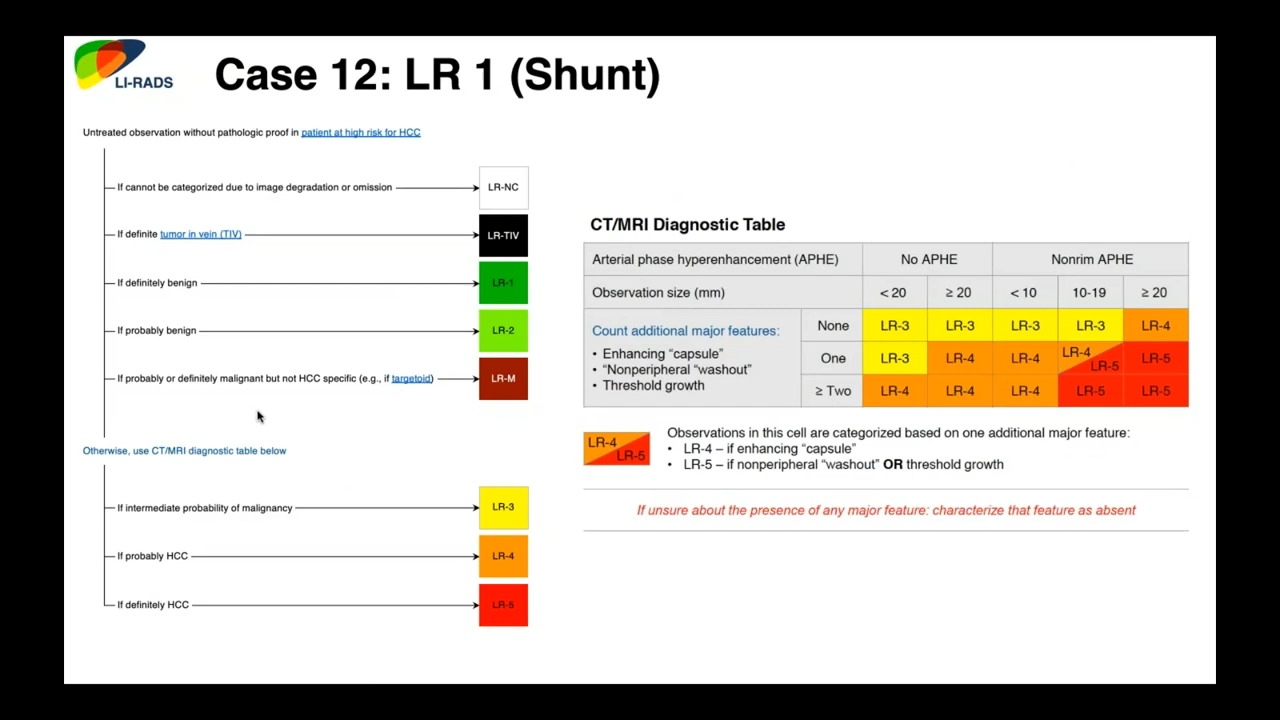 LI-RADS
Case 12: LR 1 (Shunt)
Untreated observation without pathologic proof in patient at high risk for HCC
If cannot be categorized due to image degradation or omission
LR-NC
If definite tumor in vein (TIV)
LR-TIV
If definitely benign
LR-1
If probably benign
LR-2
If probably or definitely malignant but not HCC specific (e.g., if targetoid)
LR-M
Otherwise, use CT/MRI diagnostic table below
If intermediate probability of malignancy
LR-3
If probably HCC
LR-4
If definitely HCC
LR-5
CT/MRI Diagnostic Table
Arterial phase hyperenhancement (APHE) No APHE Nonrim APHE
Observation size (mm) < 20 ≥ 20 < 10 10-19 ≥ 20
Count additional major features:
• Enhancing “capsule”
• “Nonperipheral “washout”
• Threshold growth
None LR-3 LR-3 LR-3 LR-3 LR-4
One LR-3 LR-4 LR-4 LR-4 LR-5 LR-5
≥ Two LR-4 LR-4 LR-4 LR-5 LR-5
LR-4
LR-5
Observations in this cell are categorized based on one additional major feature:
• LR-4 – if enhancing “capsule”
• LR-5 – if nonperipheral “washout” OR threshold growth
If unsure about the presence of any major feature: characterize that feature as absent